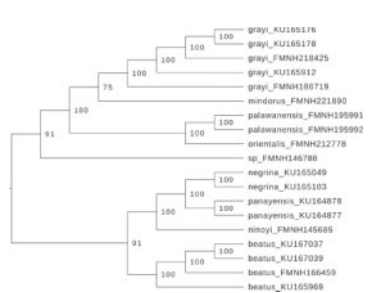 grayi_KU165176
100
grayi_KU165178
100
grayi_FMNH218425
100
grayi_KU165912
100
grayi_FMNH186719
75
mindorus_FMNH221890
100
palawanensis_FMNH195991
100
palawanensis_FMNH195992
100
orientalis_FMNH212778
91
sp_FMNH146788
negrina_KU165049
100
negrina_KU165103
100
panayensis_KU164878
100
panayensis_KU164877
100
ninoyi_FMNH145685
91
beatus_KU167037
100
beatus_KU167039
100
beatus_FMNH166459
100
beatus_KU165969